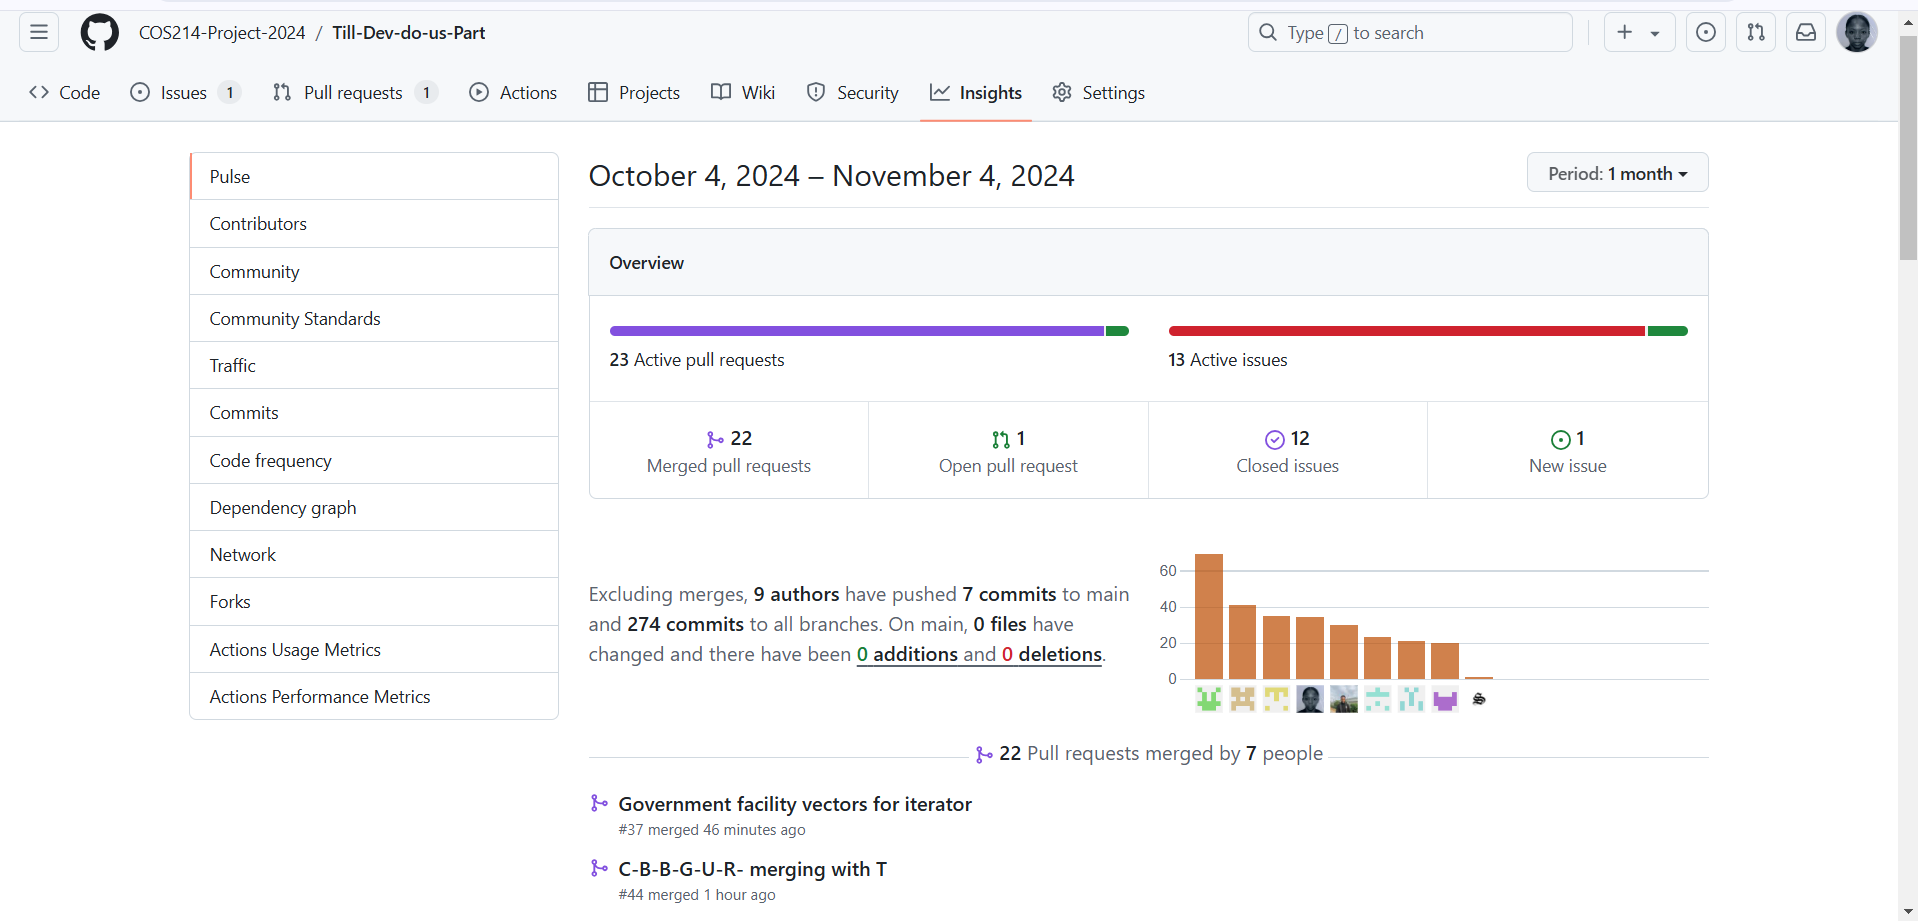 COS214-Project-2024 / Till-Dev-do-us-Part
Type / to search
Code
Issues 1
Pull requests 1
Actions
Projects
Wiki
Security
Insights
Settings
Pulse
Contributors
Community
Community Standards
Traffic
Commits
Code frequency
Dependency graph
Network
Forks
Actions Usage Metrics
Actions Performance Metrics
October 4, 2024 – November 4, 2024
Period: 1 month
Overview
23 Active pull requests
13 Active issues
22
Merged pull requests
1
Open pull request
12
Closed issues
1
New issue
Excluding merges, 9 authors have pushed 7 commits to main
and 274 commits to all branches. On main, 0 files have
changed and there have been 0 additions and 0 deletions.
60
40
20
0
22 Pull requests merged by 7 people
Government facility vectors for iterator
#37 merged 46 minutes ago
C-B-B-G-U-R- merging with T
#44 merged 1 hour ago